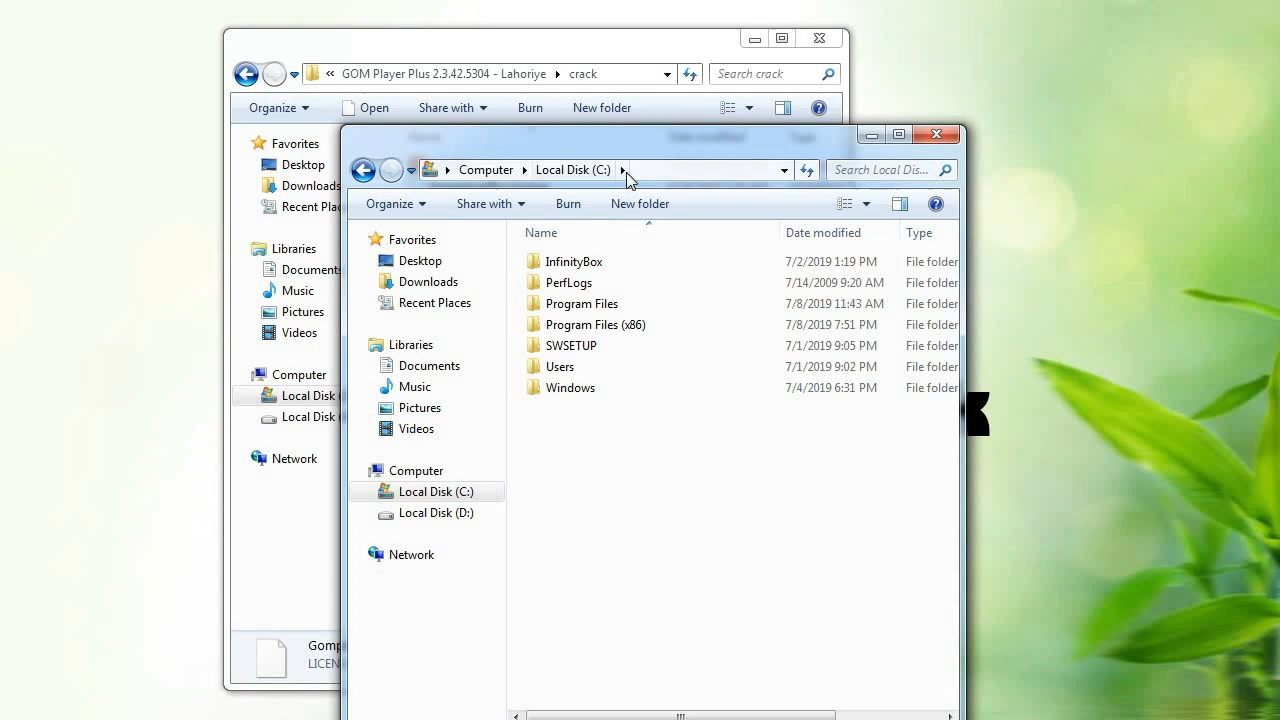 GOM Player Plus 2.3.42.5304 - Lahoriye crack
Search crack
Organize Open Share with Burn New folder
Favorites
Desktop
Downloads
Recent
Libraries
Documents
Music
Pictures
Videos
Computer
Local Disk
Local Disk
Network
LICEN
Computer Local Disk (C:)
Search Local Dis...
Organize Share with Burn New folder
Favorites
Desktop
Downloads
Recent Places
Libraries
Documents
Music
Pictures
Videos
Computer
Local Disk (C:)
Local Disk (D:)
Network
Name Date modified Type
InfinityBox 7/2/2019 1:19 PM File folder
PerfLogs 7/14/2009 9:20 AM File folder
Program Files 7/8/2019 11:43 AM File folder
Program Files (x86) 7/8/2019 7:51 PM File folder
SWSETUP 7/1/2019 9:05 PM File folder
Users 7/1/2019 9:02 PM File folder
Windows 7/4/2019 6:31 PM File folder